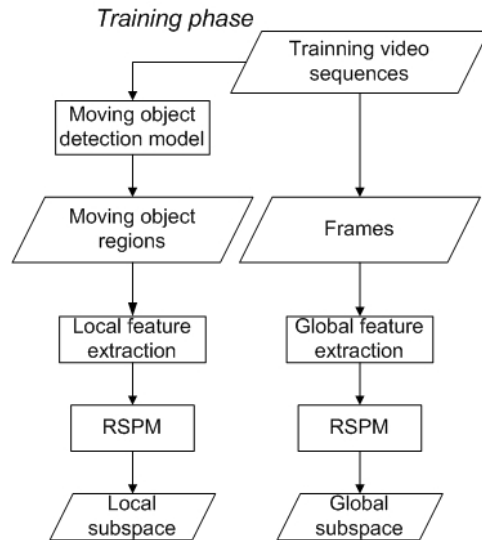 Training phase
Trainning video
sequences
Moving object
detection model
Moving object
regions
Frames
Local feature
extraction
Global feature
extraction
RSPM
RSPM
Local
subspace
Global
subspace